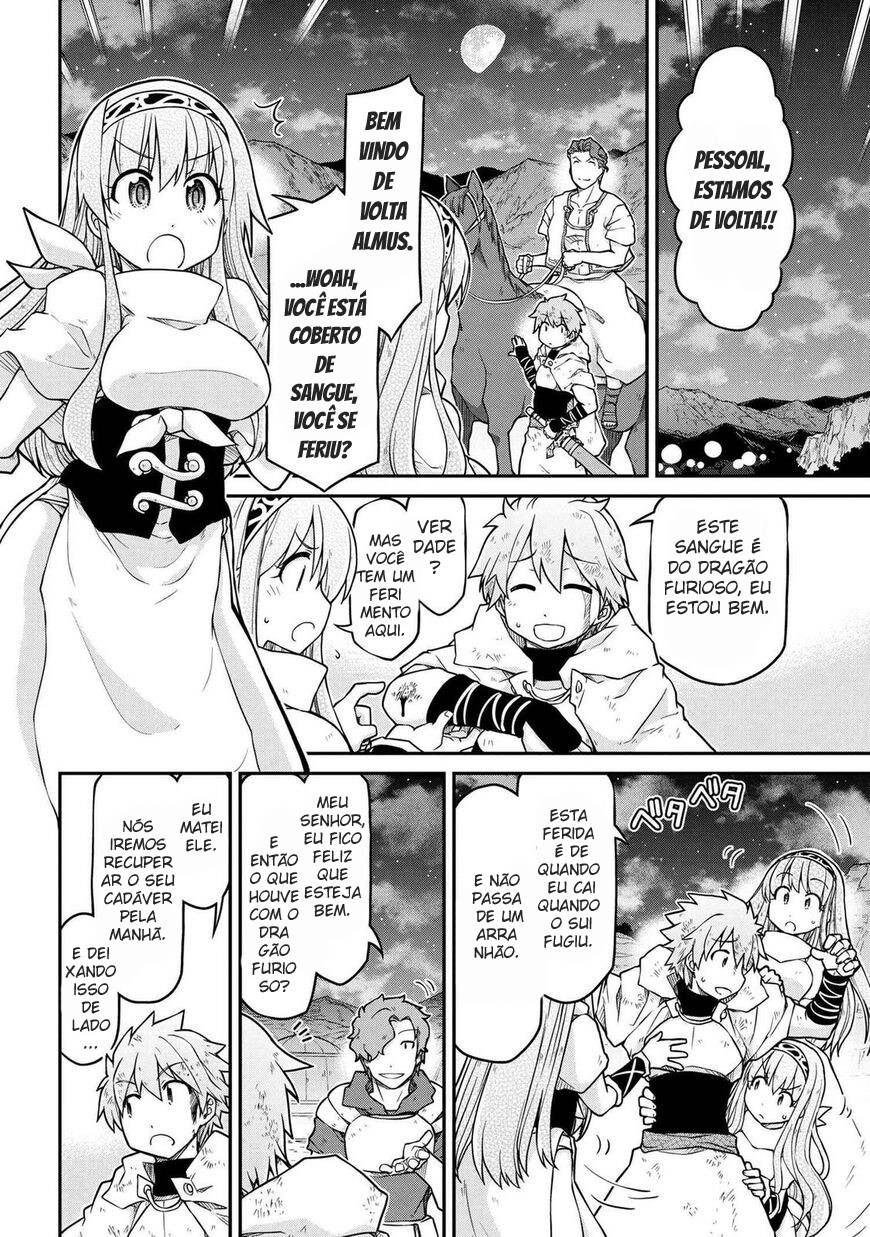 PESSOAL,
ESTAMOS
DE VOLTA!!
BEM
VINDO
DE
VOLTA
ALMUS.
...WOAH,
VOCÊ ESTÁ
COBERTO
DE
SANGUE,
VOCÊ SE
FERIU?
ESTE
SANGUE É
DO DRAGÃO
FURIOSO, EU
ESTOU BEM.
VER
DADE
?
MAS
VOCÊ
TEM UM
FERI
MENTO
AQUI.
ベタベタ
ESTA
FERIDA
É DE
QUANDO
EU CAI
QUANDO
O SUI
FUGIU.
E NÃO
PASSA
DE UM
ARRA
NHÃO.
MEU
SENHOR,
EU FICO
FELIZ
QUE
ESTEJA
BEM.
E
ENTÃO
O QUE
HOUVE
COM O
DRA
GÃO
FURIO
SO?
EU
MATEI
ELE.
NÓS
IREMOS
RECUPER
AR O SEU
CADÁVER
PELA
MANHÃ.
E DEI
XANDO
ISSO
DE
LADO
...